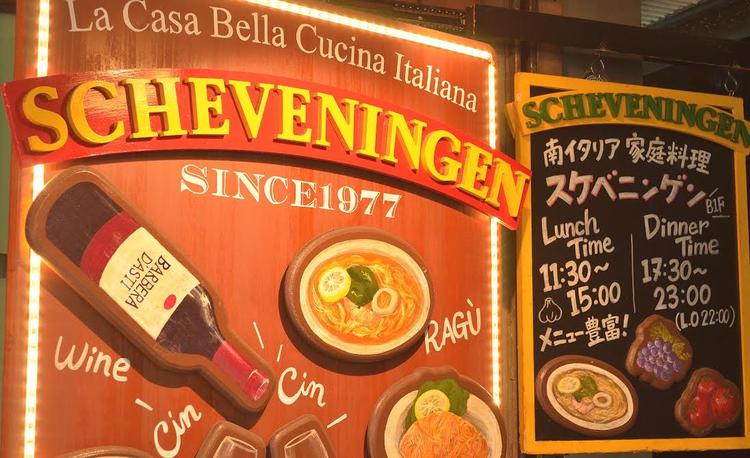 La Casa Bella Cucina Italiana
SCHEVENINGEN
SINCE1977
BARBERA
D'ASTI
RAGÙ
Wine
Cin
Cin
SCHEVENINGEN
南イタリア 家庭料理
スケベニンゲン/B1F
Lunch
Time
11:30~
15:00
Dinner
Time
17:30~
23:00
(L.O 22:00)
メニュー豊富!